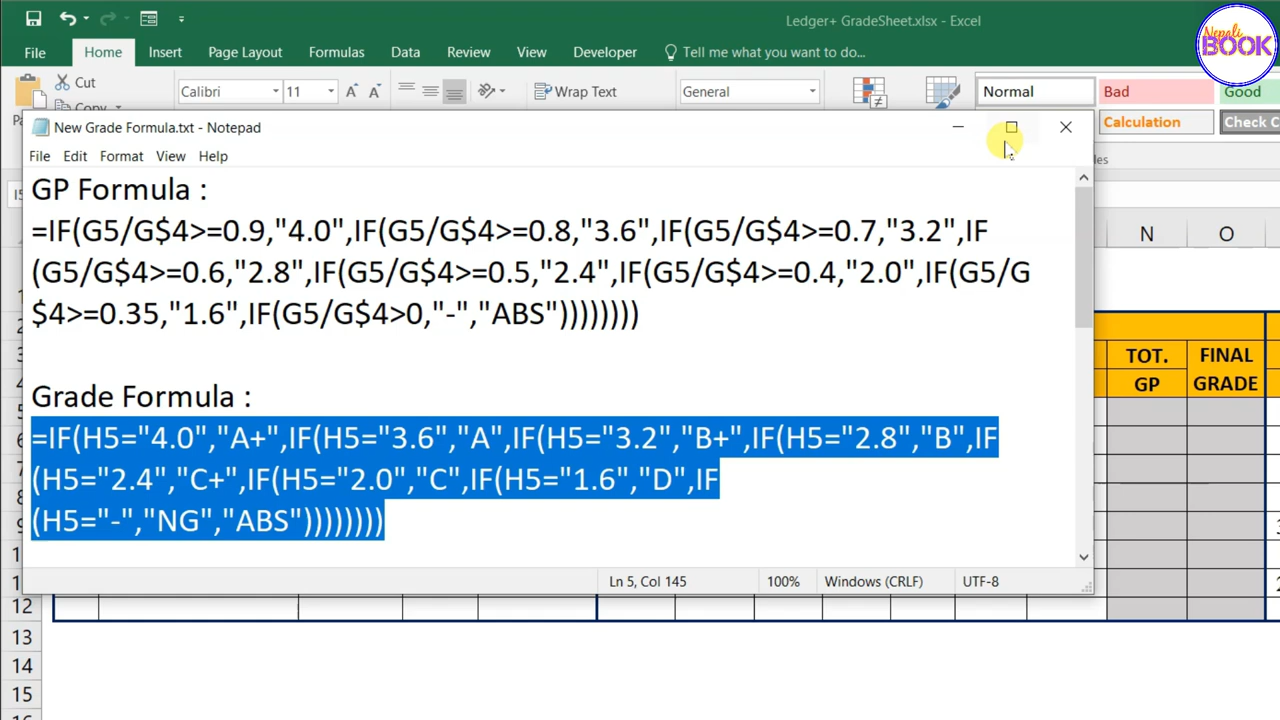 Ledger+ GradeSheet.xlsx - Excel
Nepali
BOOK
File Home Insert Page Layout Formulas Data Review View Developer Tell me what you want to do...
Cut
Calibri 11 Wrap Text General Normal Bad Good
Copy
Calculation Check C
New Grade Formula.txt - Notepad
File Edit Format View Help
GP Formula :
=IF(G5/G$4>=0.9,"4.0",IF(G5/G$4>=0.8,"3.6",IF(G5/G$4>=0.7,"3.2",IF
(G5/G$4>=0.6,"2.8",IF(G5/G$4>=0.5,"2.4",IF(G5/G$4>=0.4,"2.0",IF(G5/G
$4>=0.35,"1.6",IF(G5/G$4>0,"-","ABS"))))))))
Grade Formula :
=IF(H5="4.0","A+",IF(H5="3.6","A",IF(H5="3.2","B+",IF(H5="2.8","B",IF
(H5="2.4","C+",IF(H5="2.0","C",IF(H5="1.6","D",IF
(H5="-","NG","ABS"))))))))
Ln 5, Col 145 100% Windows (CRLF) UTF-8
N O
TOT. FINAL
GP GRADE
12
13
14
15